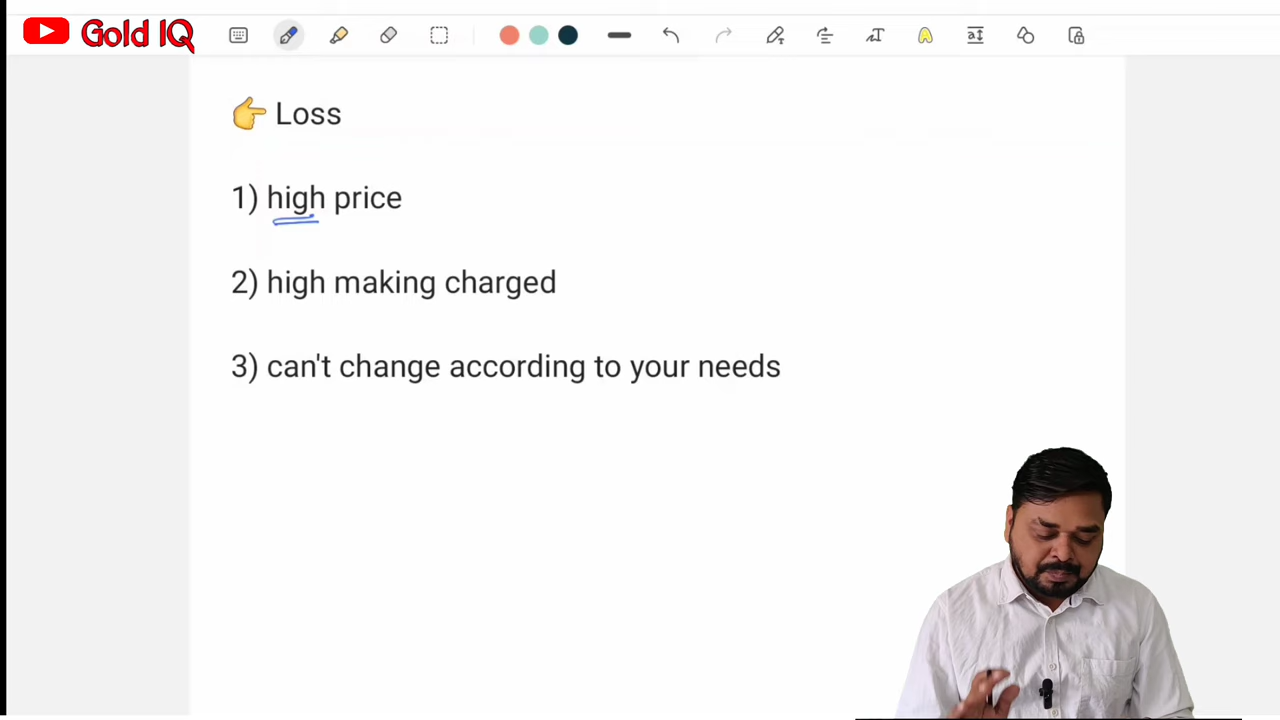 Gold IQ
👉 Loss
1) high price
2) high making charged
3) can't change according to your needs